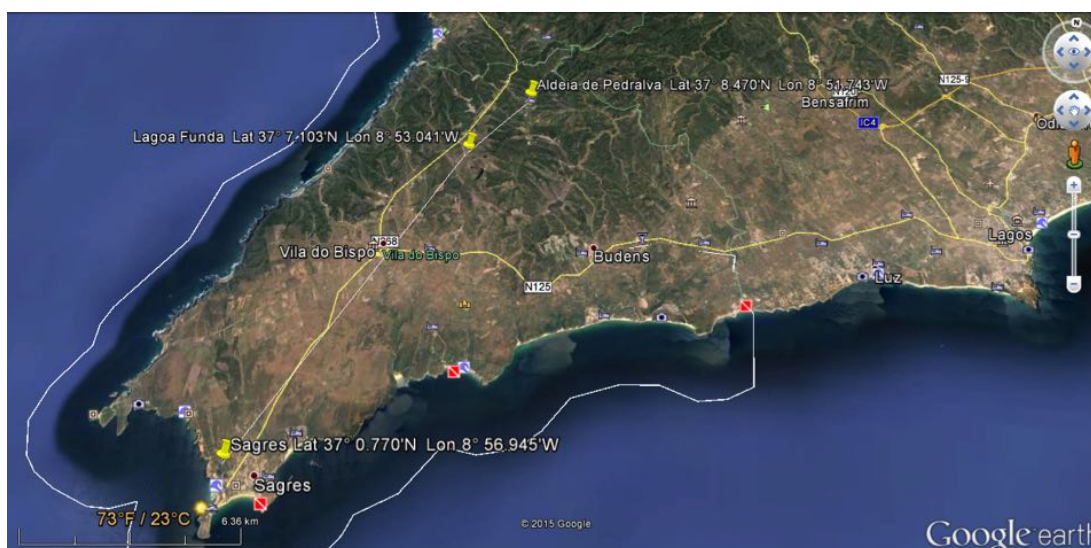 N
Aldeia de Pedralva Lat 37° 8.470'N Lon 8° 51.743'W
N125-9
N120
Bensafrim
IC4
Lagoa Funda Lat 37° 7.103'N Lon 8° 53.041'W
N268
Lagos
Vila do Bispo
Vila do Bispo
Budens
Luz
N125
Sagres Lat 37° 0.770'N Lon 8° 56.945'W
Sagres
73°F / 23°C
6.36 km
© 2015 Google
Google earth